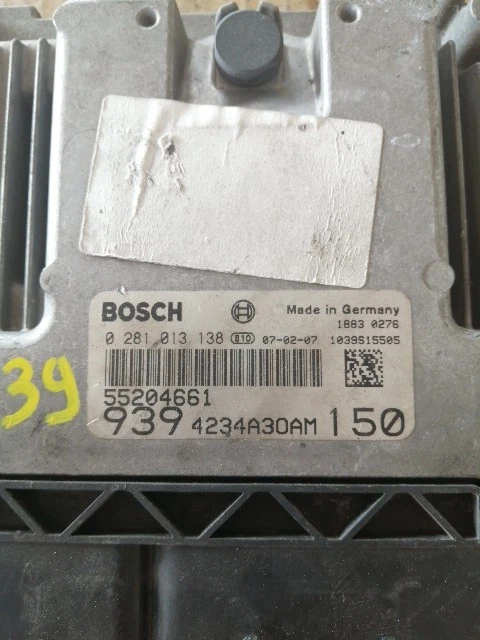 BOSCH Made in Germany
1883 0276
0 281 013 138 E10 07-02-07 1039S15505
55204661
939 4234A30AM 150
39